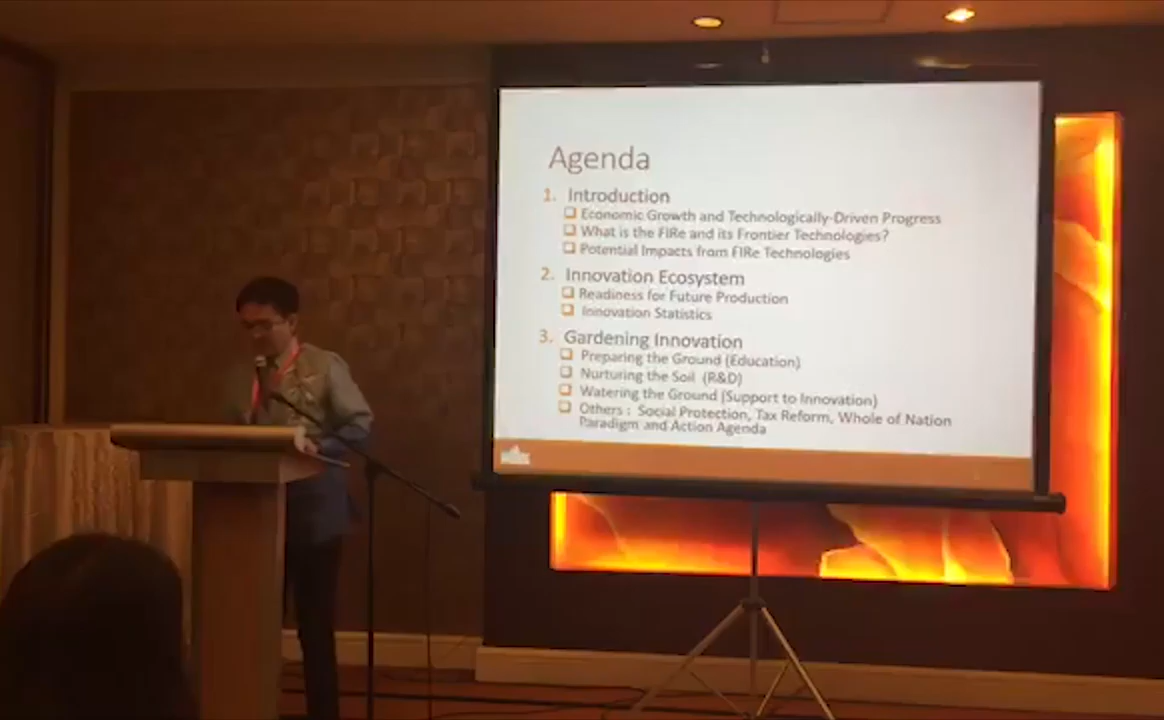 Agenda
1. Introduction
❑ Economic Growth and Technologically-Driven Progress
❑ What is the FIRe and its Frontier Technologies?
❑ Potential Impacts from FIRe Technologies
2. Innovation Ecosystem
❑ Readiness for Future Production
❑ Innovation Statistics
3. Gardening Innovation
❑ Preparing the Ground (Education)
❑ Nurturing the Soil (R&D)
❑ Watering the Ground (Support to Innovation)
❑ Others : Social Protection, Tax Reform, Whole of Nation
Paradigm and Action Agenda